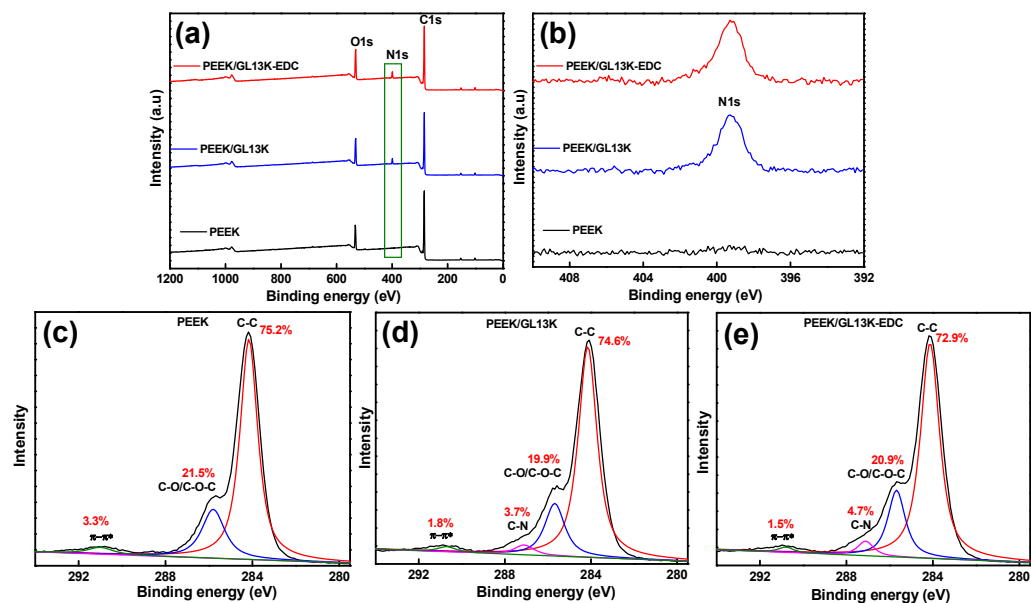 (a)
C1s
O1s
N1s
PEEK/GL13K-EDC
PEEK/GL13K
PEEK
Intensity (a.u)
1200 1000 800 600 400 200 0
Binding energy (eV)
(b)
PEEK/GL13K-EDC
N1s
PEEK/GL13K
PEEK
Intensity (a.u)
408 404 400 396 392
Binding energy (eV)
(c)
PEEK
C-C
75.2%
21.5%
C-O/C-O-C
3.3%
π-π*
Intensity
292 288 284 280
Binding energy (eV)
(d)
PEEK/GL13K
C-C
74.6%
19.9%
C-O/C-O-C
3.7%
C-N
1.8%
π-π*
Intensity
292 288 284 280
Binding energy (eV)
(e)
PEEK/GL13K-EDC
C-C
72.9%
20.9%
C-O/C-O-C
4.7%
C-N
1.5%
π-π*
Intensity
292 288 284 280
Binding energy (eV)